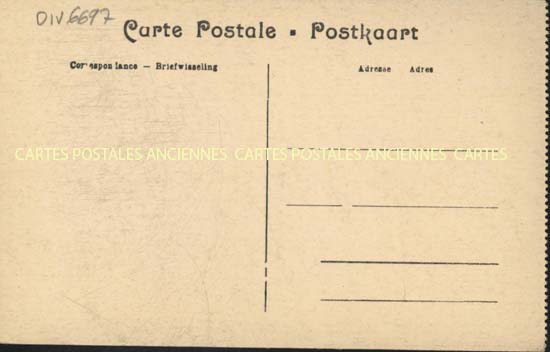 DIV.6697
Carte Postale ▪ Postkaart
Correspondance — Briefwisseling
Adresse Adres
CARTES POSTALES ANCIENNES CARTES POSTALES ANCIENNES CARTES